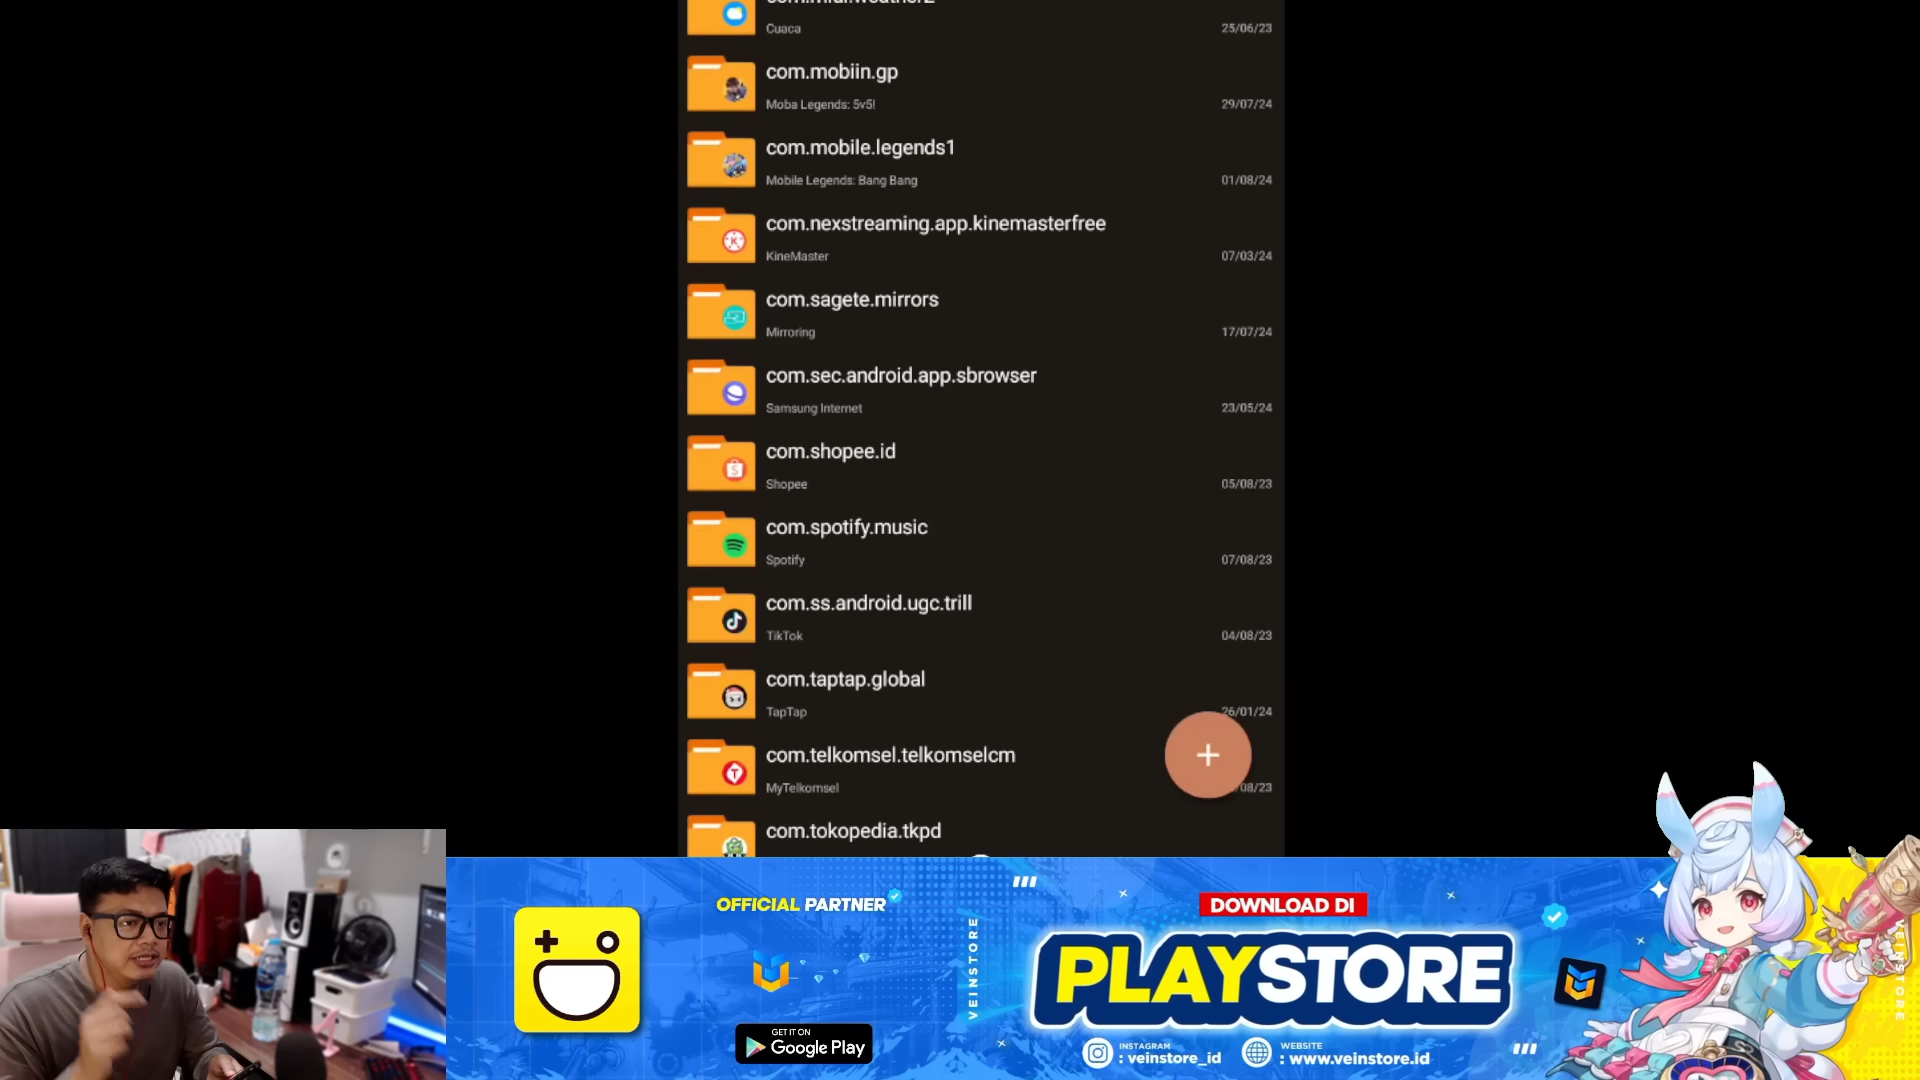 Cuaca
25/06/23
com.mobiin.gp
Moba Legends: 5v5!
29/07/24
com.mobile.legends1
Mobile Legends: Bang Bang
01/08/24
com.nexstreaming.app.kinemasterfree
KineMaster
07/03/24
com.sagete.mirrors
Mirroring
17/07/24
com.sec.android.app.sbrowser
Samsung Internet
23/05/24
com.shopee.id
Shopee
05/08/23
com.spotify.music
Spotify
07/08/23
com.ss.android.ugc.trill
TikTok
04/08/23
com.taptap.global
TapTap
26/01/24
com.telkomsel.telkomselcm
MyTelkomsel
08/23
com.tokopedia.tkpd
OFFICIAL PARTNER
GET IT ON
Google Play
VEINSTORE
DOWNLOAD DI
PLAYSTORE
INSTAGRAM
: veinstore_id
WEBSITE
: www.veinstore.id
VEINSTORE